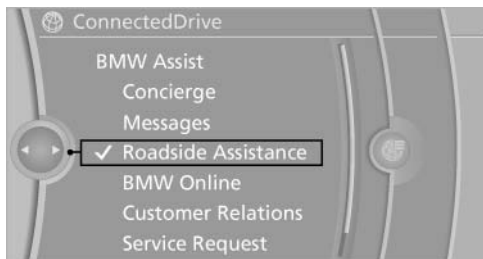 ConnectedDrive
BMW Assist
Concierge
Messages
✓ Roadside Assistance
BMW Online
Customer Relations
Service Request